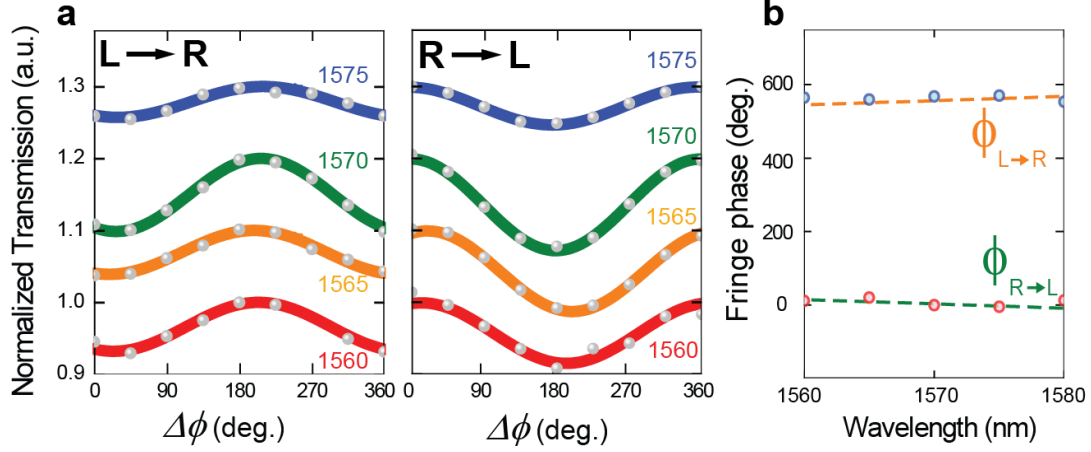 a
b
Normalized Transmission (a.u.)
1.3
1.2
1.1
1.0
0.9
L → R
1575
1570
1565
1560
0 90 180 270 360
Δϕ (deg.)
R → L
1575
1570
1565
1560
0 90 180 270 360
Δϕ (deg.)
Fringe phase (deg.)
600
400
200
0
ϕ L→R
ϕ R→L
1560 1570 1580
Wavelength (nm)